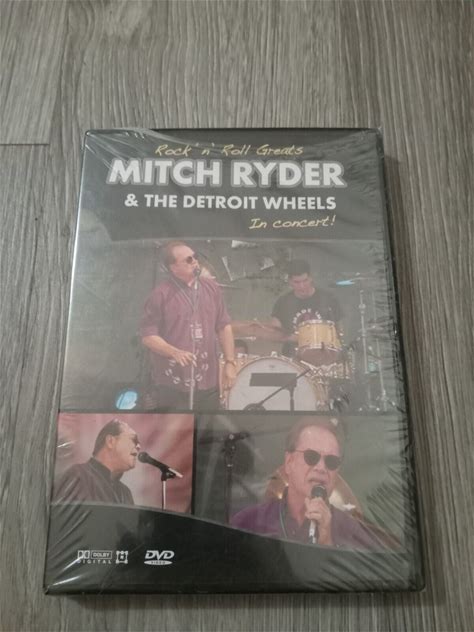 Rock 'n' Roll Greats
MITCH RYDER
& THE DETROIT WHEELS
In concert!
DOLBY
DIGITAL
DVD
VIDEO